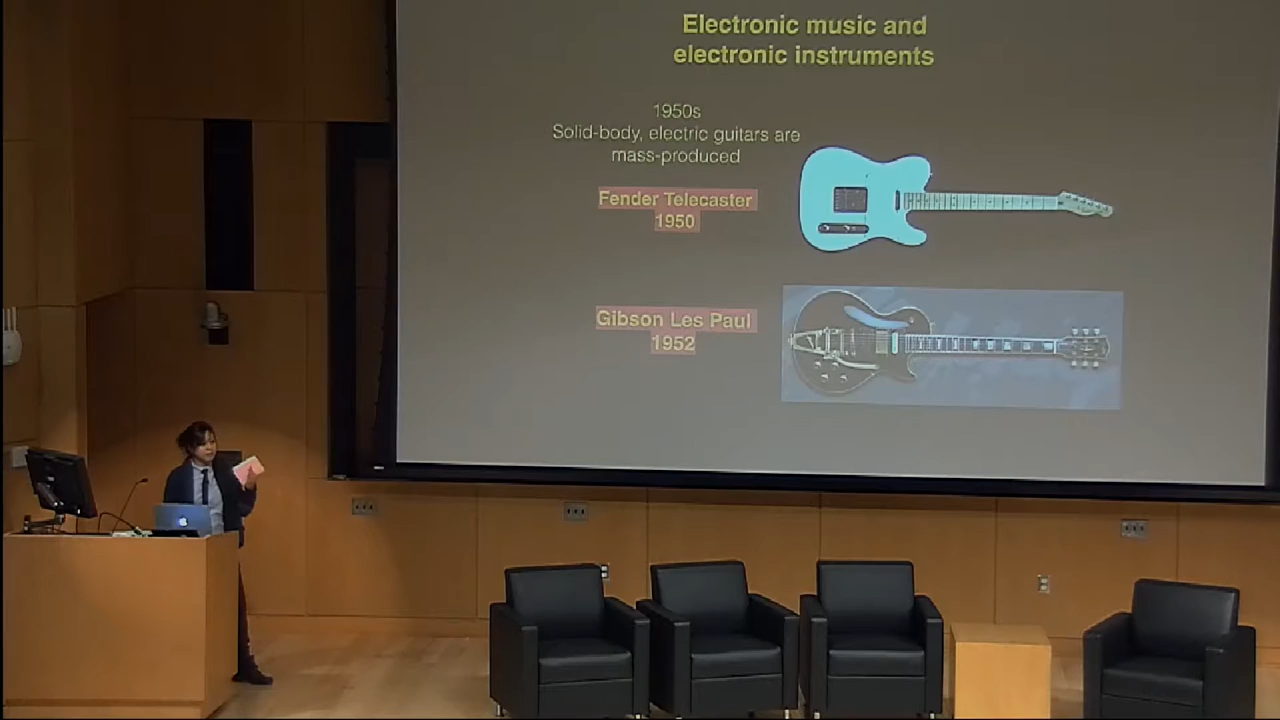 Electronic music and
electronic instruments
1950s
Solid-body, electric guitars are
mass-produced
Fender Telecaster
1950
Gibson Les Paul
1952